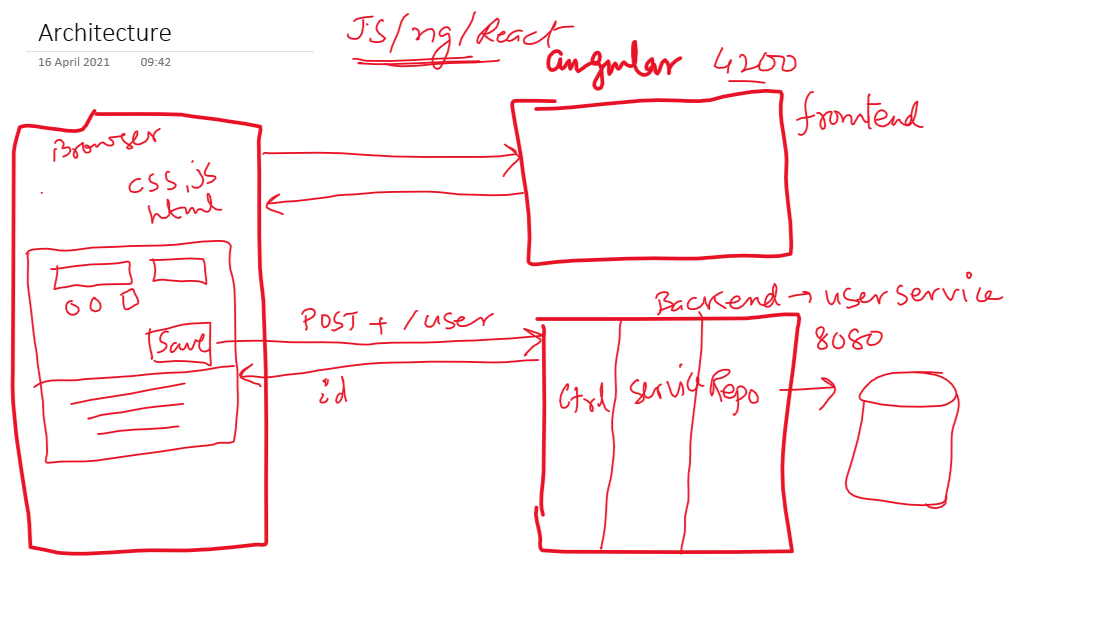 Architecture
16 April 2021 09:42
JS/ng/React
angular 4200
frontend
Browser
css, js
html
Save
POST + /user
id
Backend → userservice
8080
Ctrl service Repo